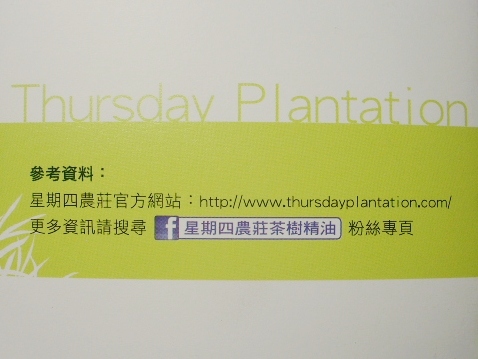 Thursday Plantation
參考資料：
星期四農莊官方網站：http://www.thursdayplantation.com/
更多資訊請搜尋 f 星期四農莊茶樹精油 粉絲專頁